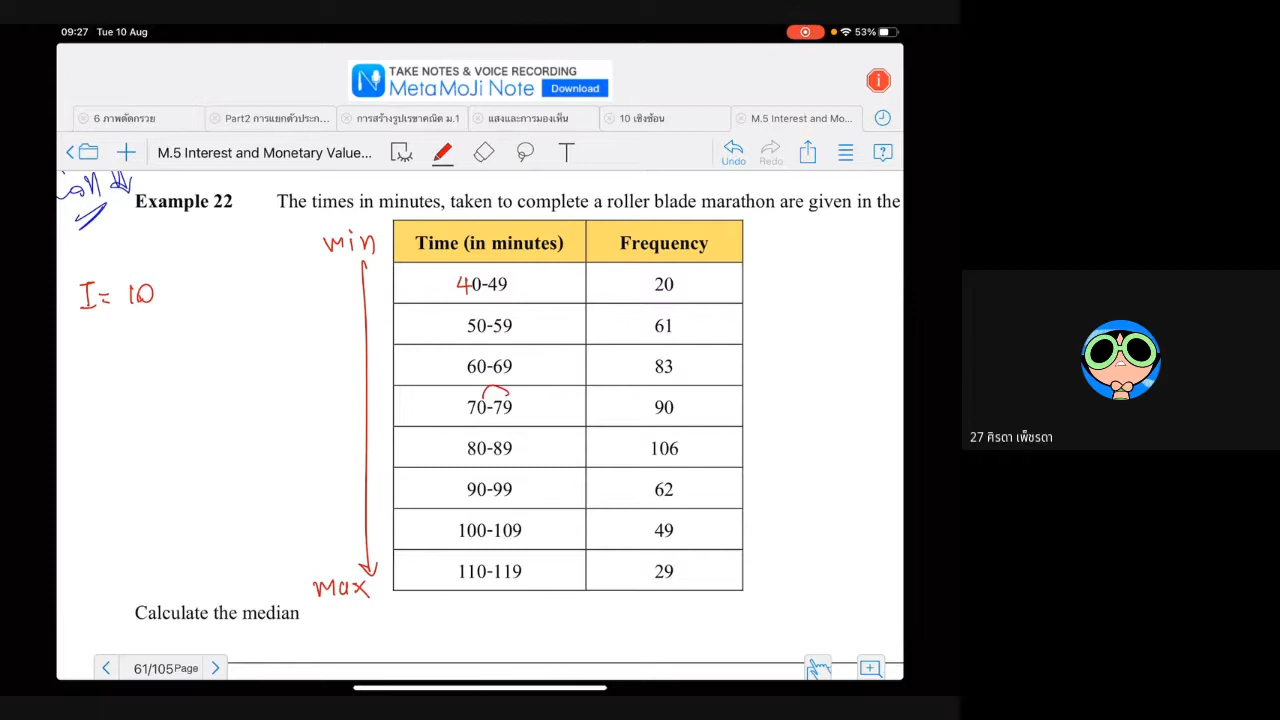 09:27 Tue 10 Aug
53%
TAKE NOTES & VOICE RECORDING
MetaMoJi Note Download
6 ภาพตัดกรวย
Part2 การแยกตัวประก...
การสร้างรูปเรขาคณิต ม.1
แสงและการมองเห็น
10 เชิงซ้อน
M.5 Interest and Mo...
M.5 Interest and Monetary Value...
T
Undo
Redo
Example 22 The times in minutes, taken to complete a roller blade marathon are given in the
min
Time (in minutes) Frequency
40-49 20
I = 10
50-59 61
60-69 83
70-79 90
80-89 106
90-99 62
100-109 49
110-119 29
max
Calculate the median
61/105Page
27 ศิรดา เพ็ชรดา